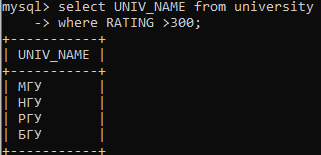 mysql> select UNIV_NAME from university
    -> where RATING >300;
+-----------+
| UNIV_NAME |
+-----------+
| МГУ       |
| НГУ       |
| РГУ       |
| БГУ       |
+-----------+